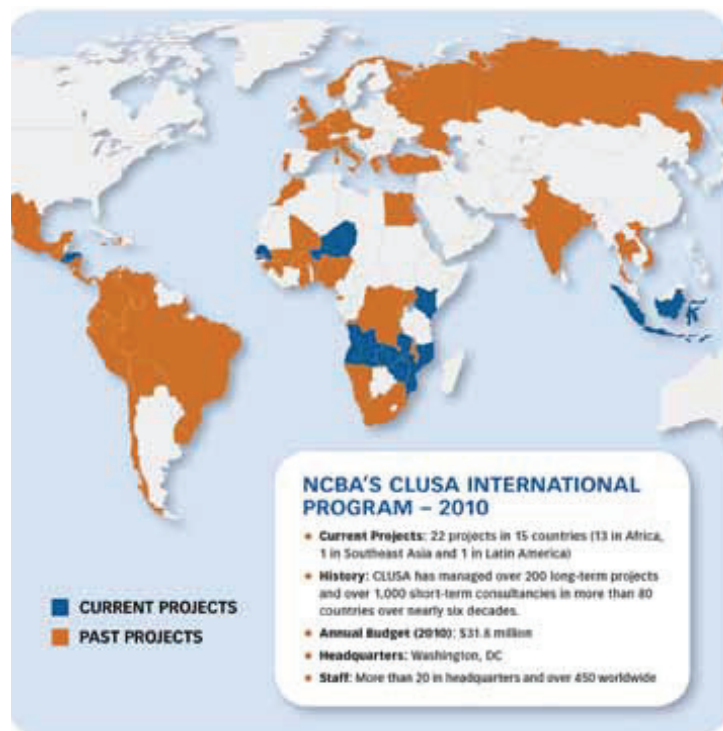 NCBA'S CLUSA INTERNATIONAL
PROGRAM – 2010
• Current Projects: 22 projects in 15 countries (13 in Africa,
1 in Southeast Asia and 1 in Latin America)
• History: CLUSA has managed over 200 long-term projects
and over 1,000 short-term consultancies in more than 80
countries over nearly six decades.
• Annual Budget (2010): $31.8 million
• Headquarters: Washington, DC
• Staff: More than 20 in headquarters and over 450 worldwide
CURRENT PROJECTS
PAST PROJECTS